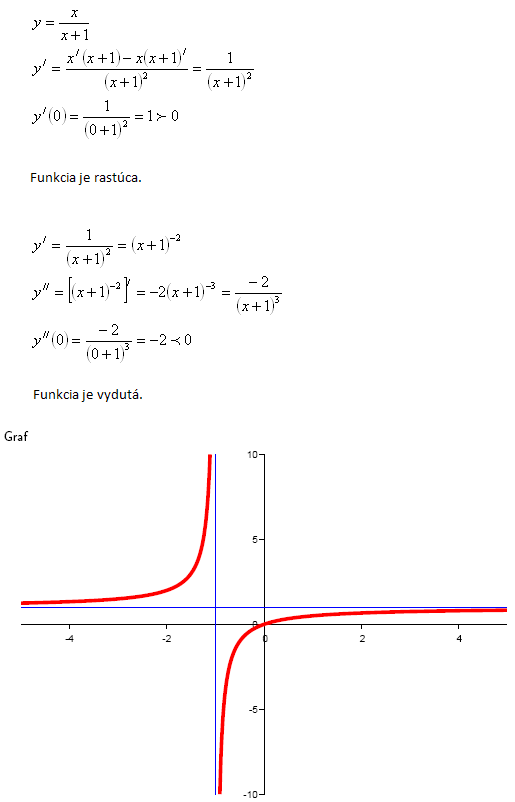 y = x/(x+1)
y′ = (x′(x+1)−x(x+1)′)/(x+1)² = 1/(x+1)²
y′(0) = 1/(0+1)² = 1 ≻ 0
Funkcia je rastúca.
y′ = 1/(x+1)² = (x+1)⁻²
y″ = [(x+1)⁻²]′ = −2(x+1)⁻³ = −2/(x+1)³
y″(0) = −2/(0+1)³ = −2 ≺ 0
Funkcia je vydutá.
Graf
10
5
0
-4 -2 0 2 4
-5
-10